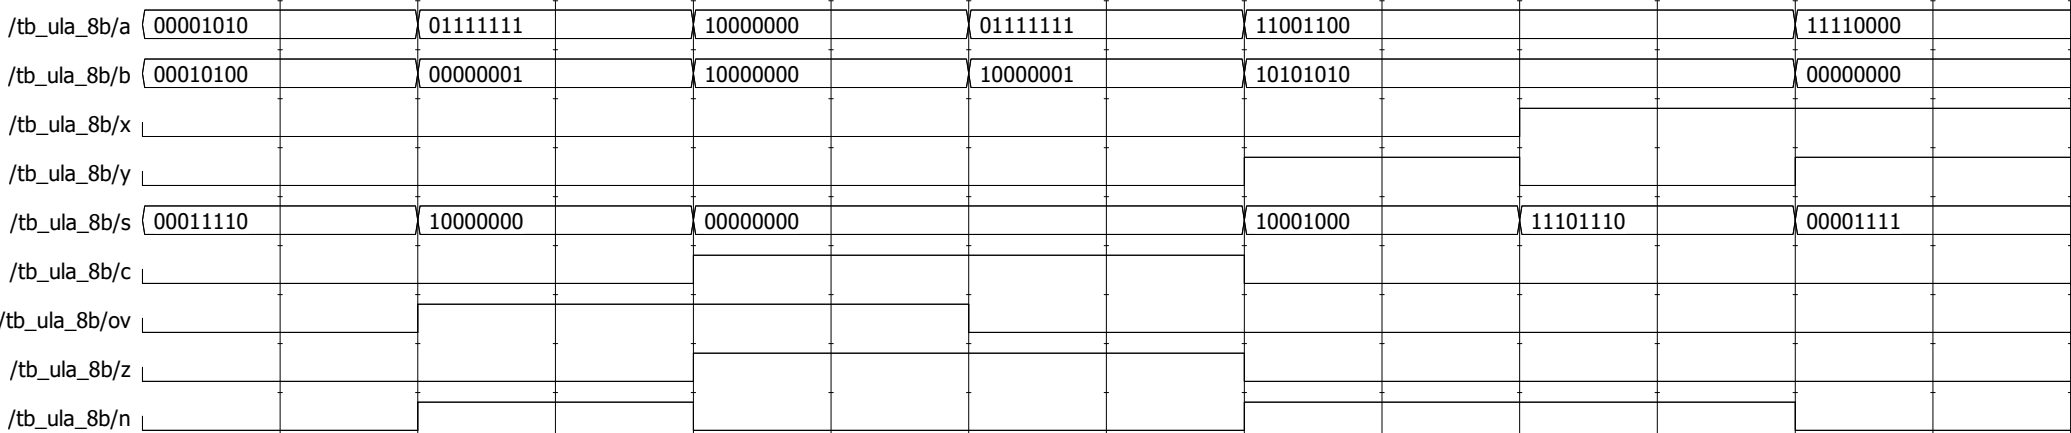 /tb_ula_8b/a 00001010 01111111 10000000 01111111 11001100 11110000
/tb_ula_8b/b 00010100 00000001 10000000 10000001 10101010 00000000
/tb_ula_8b/x
/tb_ula_8b/y
/tb_ula_8b/s 00011110 10000000 00000000 10001000 11101110 00001111
/tb_ula_8b/c
/tb_ula_8b/ov
/tb_ula_8b/z
/tb_ula_8b/n